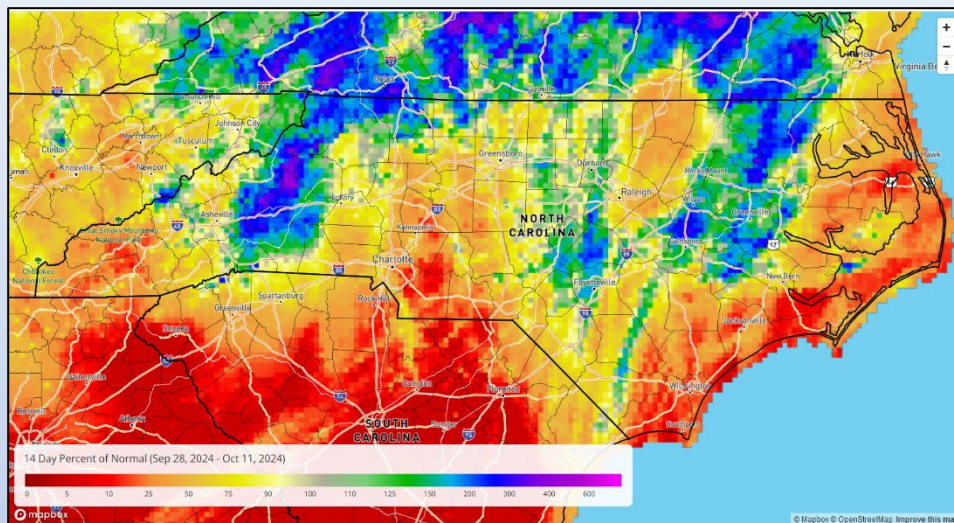 Norfolk
Virginia Be
Danville
Church Hill
Johnson City
Morristown
Tusculum
Clinton
Knoxville
Newport
Greensboro
Durham
Raleigh
Rocky Mount
Wilson
Greenville
Goldsboro
Hickory
Asheville
Great Smoky Mountains
National Park
Cherokee
National Forest
NORTH
CAROLINA
Kannapolis
Charlotte
Fayetteville
New Bern
Jacksonville
Spartanburg
Greenville
Rock Hill
Seneca
Gainesville
Roswell
Athens
Camden
Florence
Sumter
SOUTH
CAROLINA
Wilmington
Southport
14 Day Percent of Normal (Sep 28, 2024 - Oct 11, 2024)
0 5 10 25 50 75 90 100 110 125 150 200 300 400 600
mapbox
© Mapbox © OpenStreetMap Improve this ma